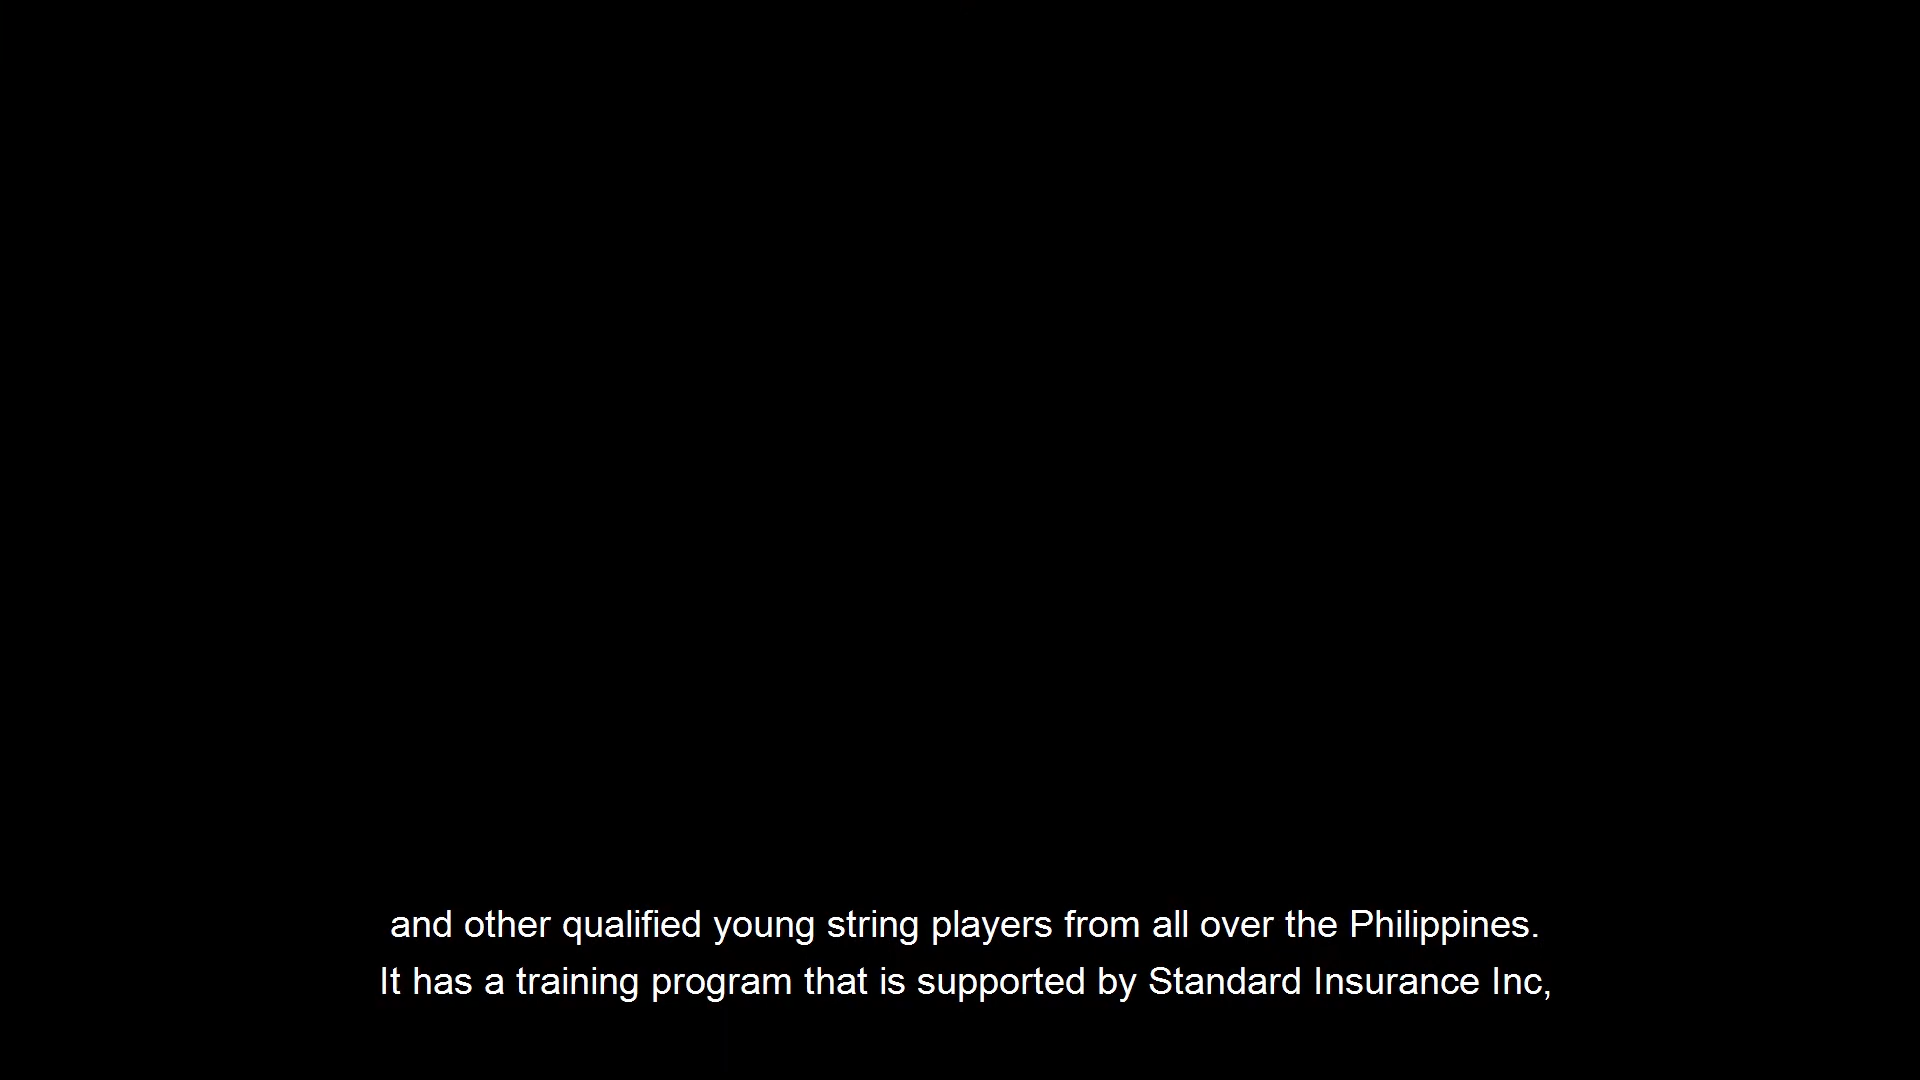 and other qualified young string players from all over the Philippines.
It has a training program that is supported by Standard Insurance Inc,